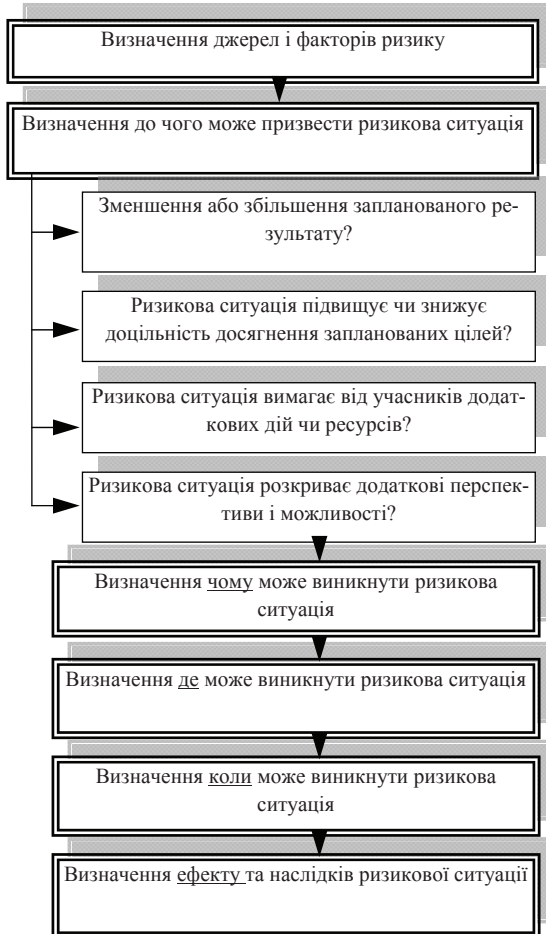 Визначення джерел і факторів ризику
Визначення до чого може призвести ризикова ситуація
Зменшення або збільшення запланованого ре-
зультату?
Ризикова ситуація підвищує чи знижує
доцільність досягнення запланованих цілей?
Ризикова ситуація вимагає від учасників додат-
кових дій чи ресурсів?
Ризикова ситуація розкриває додаткові перспек-
тиви і можливості?
Визначення чому може виникнути ризикова
ситуація
Визначення де може виникнути ризикова ситуація
Визначення коли може виникнути ризикова
ситуація
Визначення ефекту та наслідків ризикової ситуації